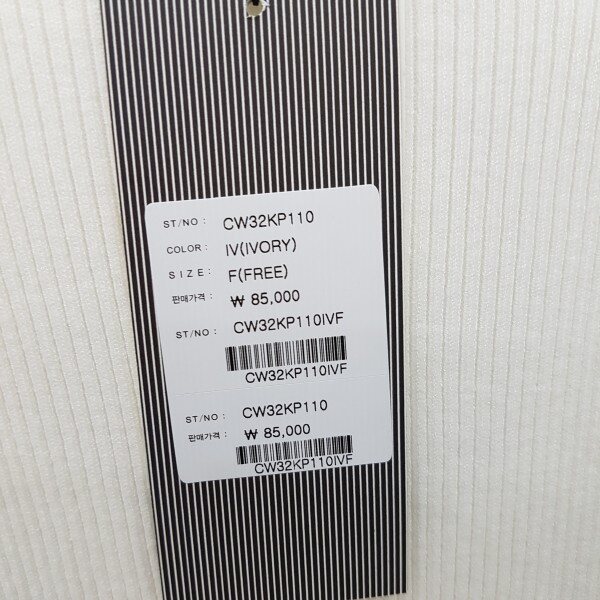 ST/NO : CW32KP110
COLOR : IV(IVORY)
SIZE : F(FREE)
판매가격 : ₩ 85,000
ST/NO : CW32KP110IVF
CW32KP110IVF
ST/NO : CW32KP110
판매가격 : ₩ 85,000
CW32KP110IVF